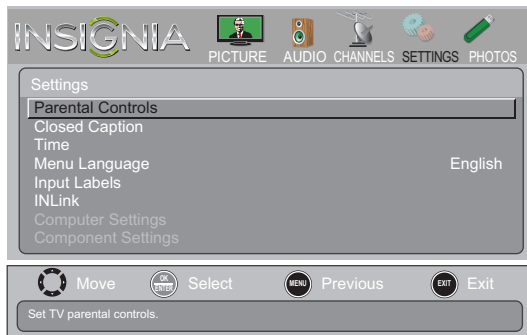 INSIGNIA
PICTURE AUDIO CHANNELS SETTINGS PHOTOS
Settings
Parental Controls
Closed Caption
Time
Menu Language English
Input Labels
INLink
Computer Settings
Component Settings
Move OK ENTER Select MENU Previous EXIT Exit
Set TV parental controls.